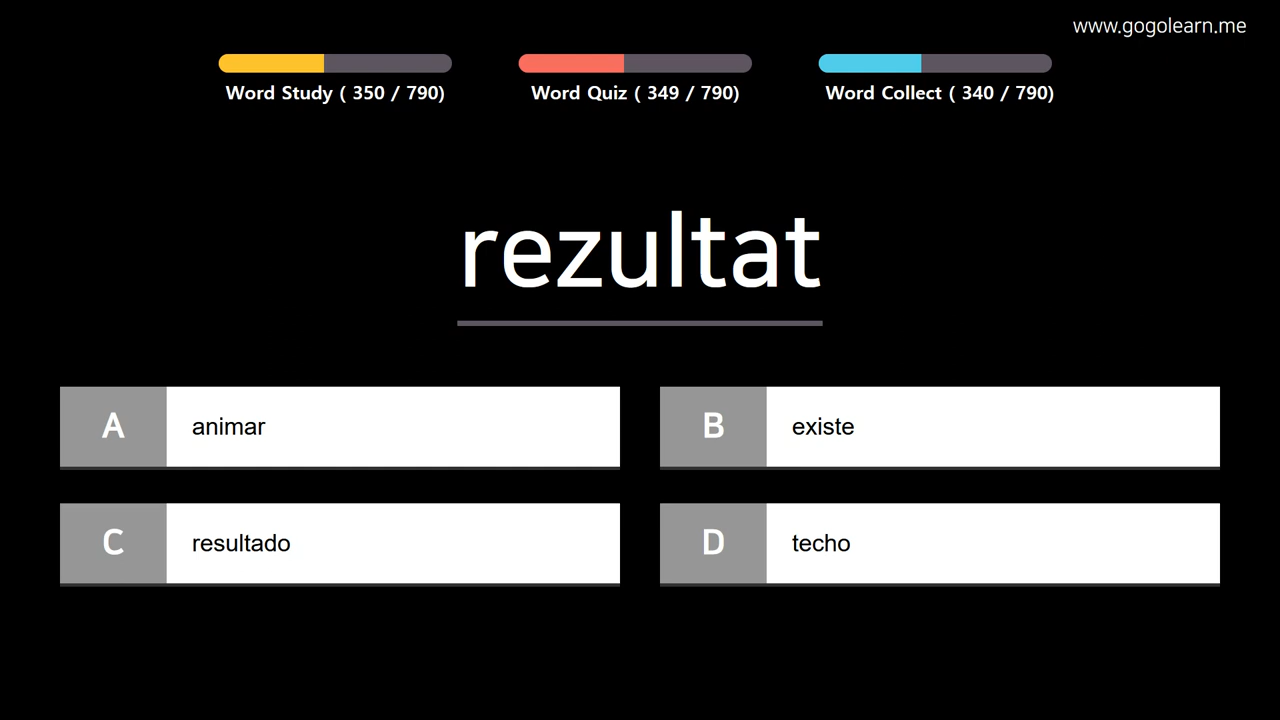 www.gogolearn.me
Word Study ( 350 / 790)
Word Quiz ( 349 / 790)
Word Collect ( 340 / 790)
rezultat
A animar
B existe
C resultado
D techo